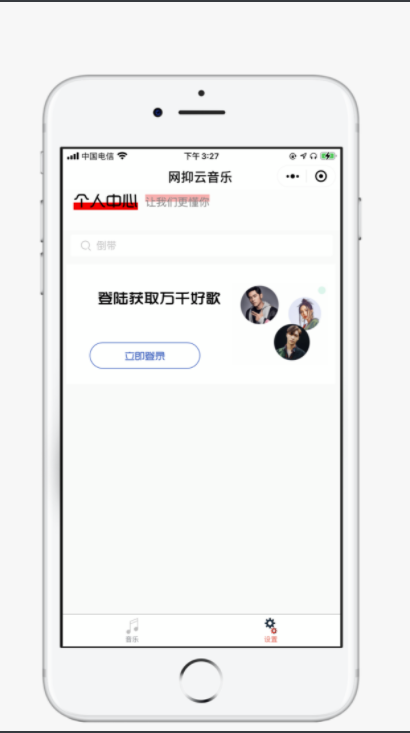 中国电信
下午3:27
网抑云音乐
个人中心 让我们更懂你
倒带
登陆获取万千好歌
立即登录
音乐
设置